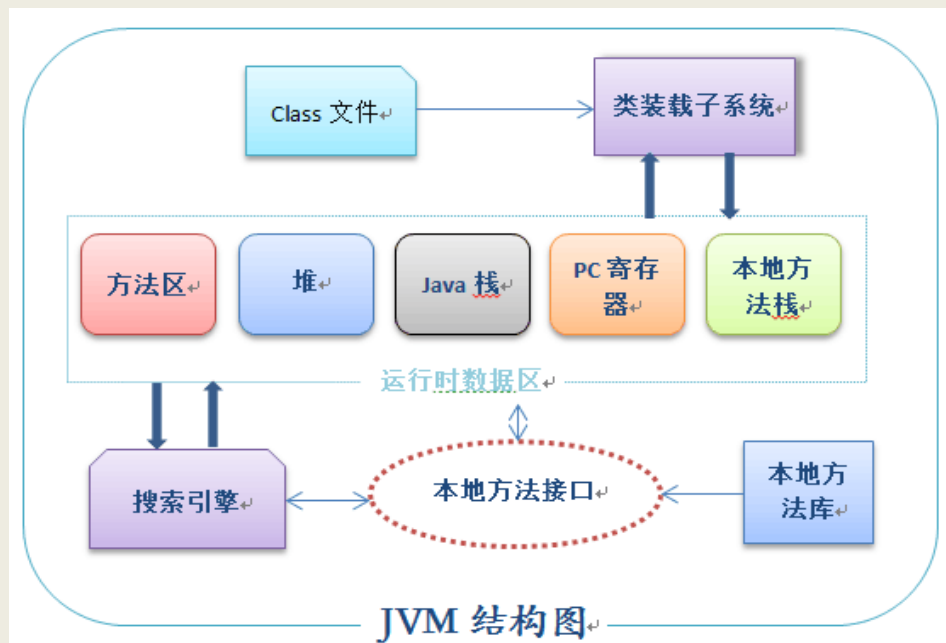 Class 文件
类装载子系统
方法区
堆
Java 栈
PC 寄存
器
本地方
法栈
运行时数据区
搜索引擎
本地方法接口
本地方
法库
JVM 结构图